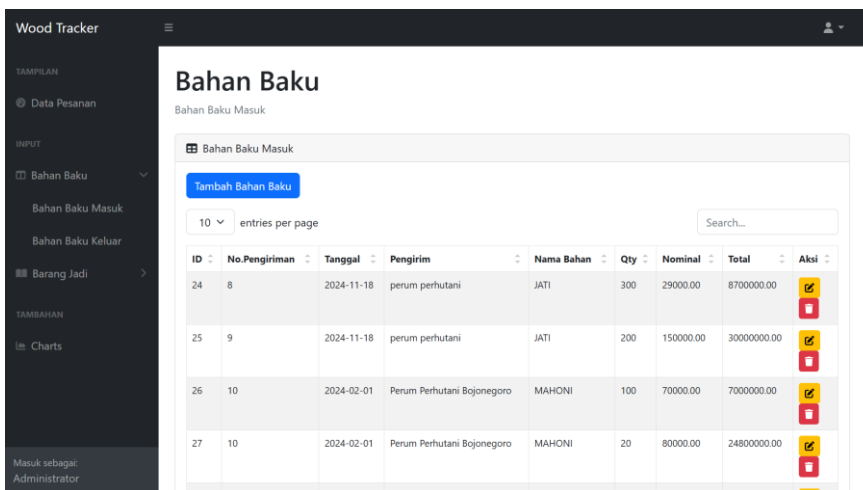 Wood Tracker
TAMPILAN
Data Pesanan
INPUT
Bahan Baku
Bahan Baku Masuk
Bahan Baku Keluar
Barang Jadi
TAMBAHAN
Charts
Masuk sebagai:
Administrator
Bahan Baku
Bahan Baku Masuk
Bahan Baku Masuk
Tambah Bahan Baku
10 entries per page
Search...
ID No.Pengiriman Tanggal Pengirim Nama Bahan Qty Nominal Total Aksi
24 8 2024-11-18 perum perhutani JATI 300 29000.00 8700000.00
25 9 2024-11-18 perum perhutani JATI 200 150000.00 30000000.00
26 10 2024-02-01 Perum Perhutani Bojonegoro MAHONI 100 70000.00 7000000.00
27 10 2024-02-01 Perum Perhutani Bojonegoro MAHONI 20 80000.00 24800000.00